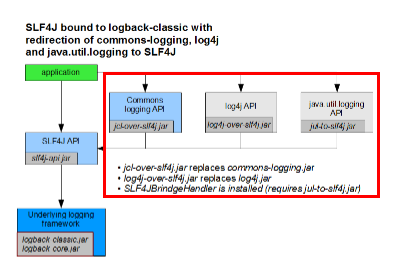 SLF4J bound to logback-classic with
redirection of commons-logging, log4j
and java.util.logging to SLF4J
application
Commons
logging API
jcl-over-slf4j.jar
log4j API
log4j-over-slf4j.jar
java.util.logging
API
jul-to-slf4j.jar
SLF4J API
slf4j-api.jar
• jcl-over-slf4j.jar replaces commons-logging.jar
• log4j-over-slf4j.jar replaces log4j.jar
• SLF4JBridgeHandler is installed (requires jul-to-slf4j.jar)
Underlying logging
framework
logback-classic.jar
logback-core.jar